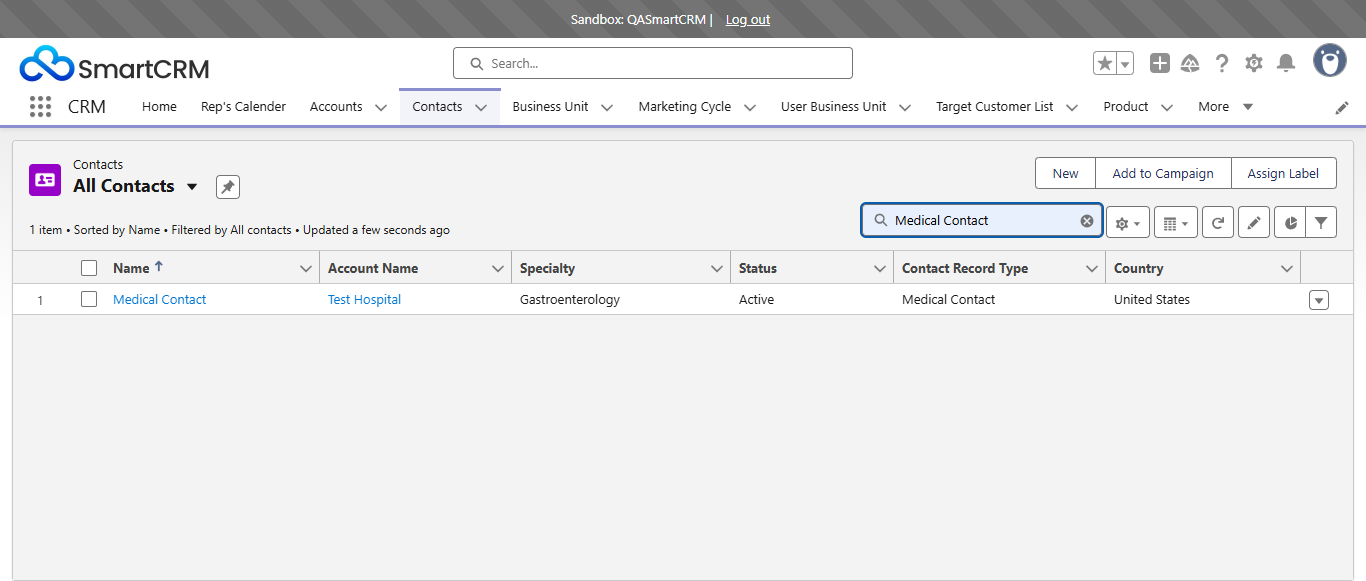 Sandbox: QASmartCRM | Log out
SmartCRM
Search...
CRM Home Rep's Calender Accounts Contacts Business Unit Marketing Cycle User Business Unit Target Customer List Product More
Contacts
All Contacts
New Add to Campaign Assign Label
1 item • Sorted by Name • Filtered by All contacts • Updated a few seconds ago
Medical Contact
Name Account Name Specialty Status Contact Record Type Country
1 Medical Contact Test Hospital Gastroenterology Active Medical Contact United States